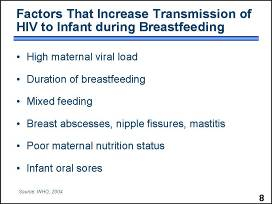 Factors That Increase Transmission of
HIV to Infant during Breastfeeding
• High maternal viral load
• Duration of breastfeeding
• Mixed feeding
• Breast abscesses, nipple fissures, mastitis
• Poor maternal nutrition status
• Infant oral sores
Source: WHO, 2004.
8